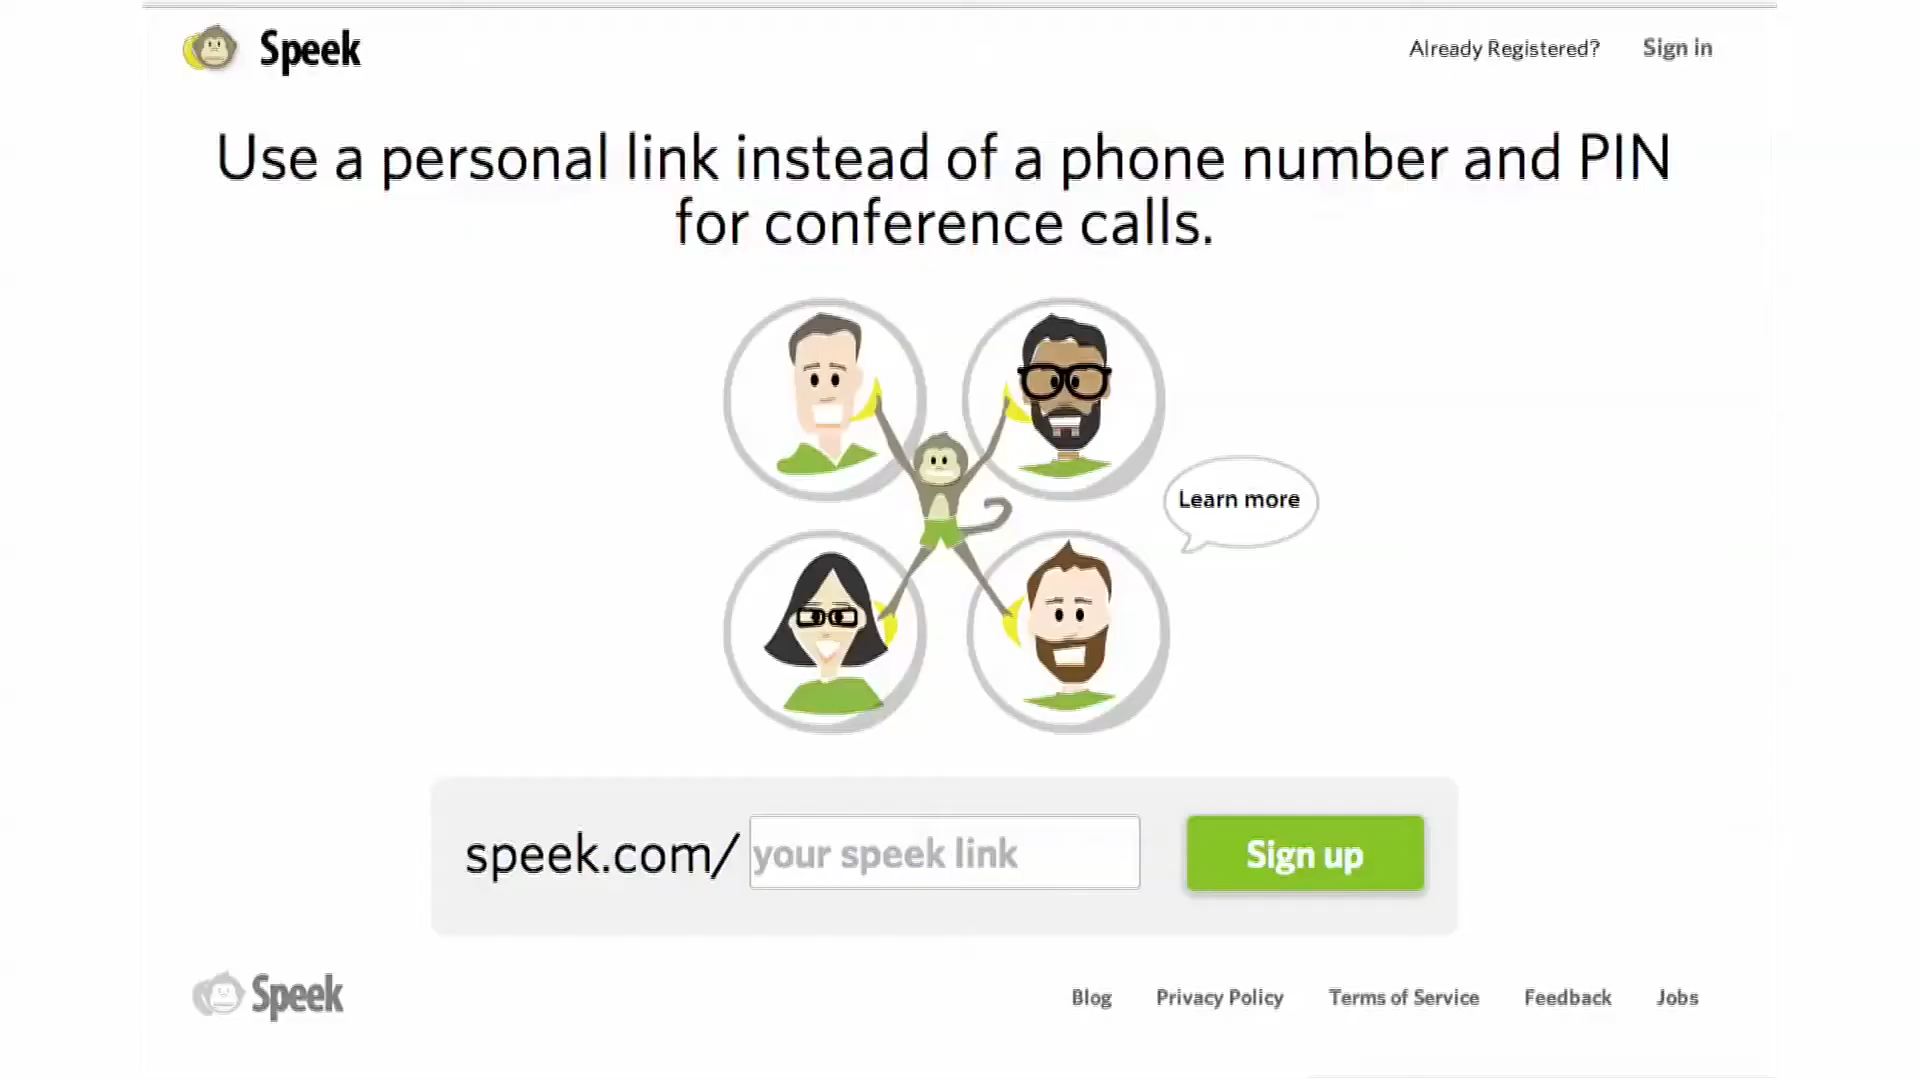 Speek
Already Registered? Sign in
Use a personal link instead of a phone number and PIN
for conference calls.
Learn more
speek.com/ your speek link Sign up
Speek
Blog Privacy Policy Terms of Service Feedback Jobs